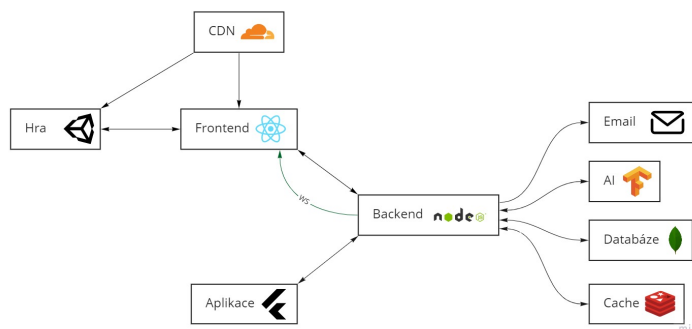 CDN
Hra
Frontend
Email
AI
WS
Backend
node
Databáze
Aplikace
Cache